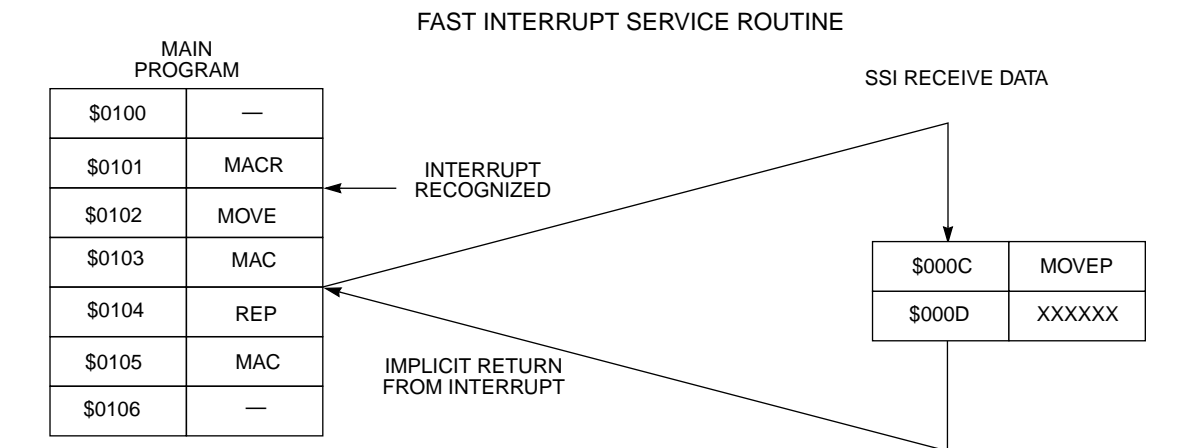 FAST INTERRUPT SERVICE ROUTINE
MAIN
PROGRAM
SSI RECEIVE DATA
$0100 —
$0101 MACR
INTERRUPT
RECOGNIZED
$0102 MOVE
$0103 MAC
$000C MOVEP
$0104 REP
$000D XXXXXX
$0105 MAC
IMPLICIT RETURN
FROM INTERRUPT
$0106 —